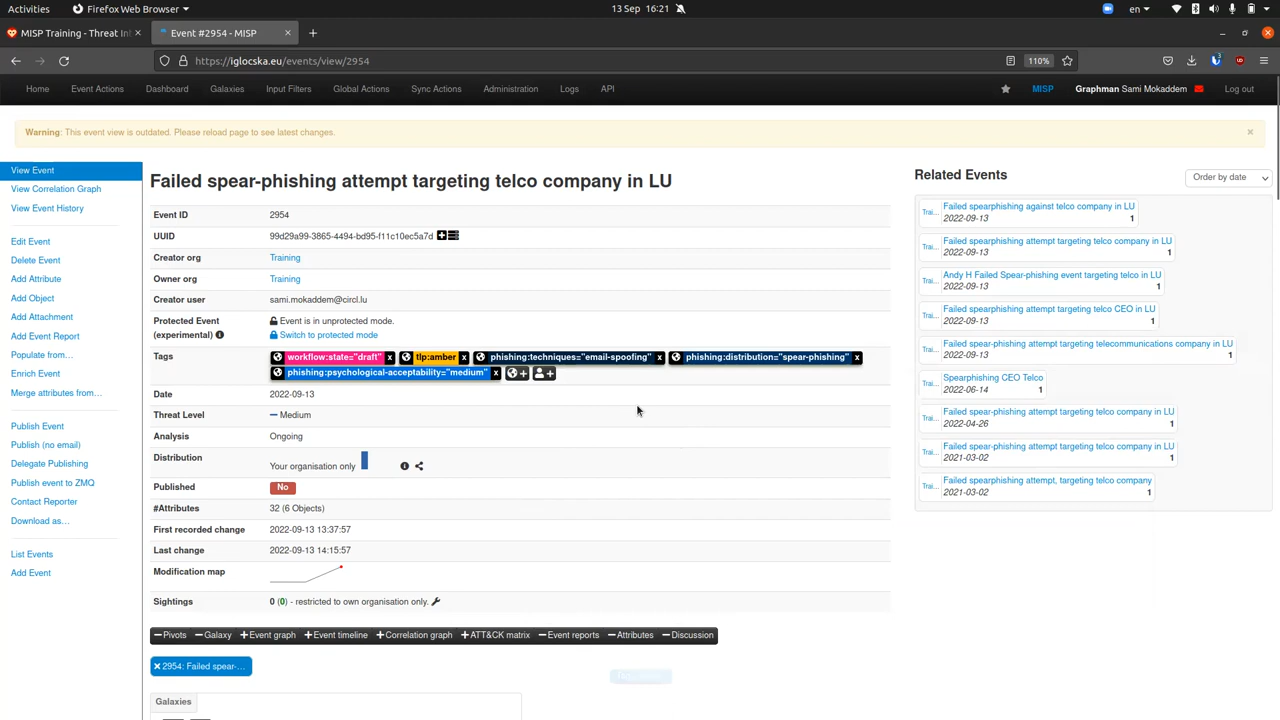 Activities Firefox Web Browser 13 Sep 16:21 en
MISP Training - Threat In × Event #2954 - MISP × +
https://iglocska.eu/events/view/2954 110%
Home Event Actions Dashboard Galaxies Input Filters Global Actions Sync Actions Administration Logs API MISP Graphman Sami Mokaddem Log out
Warning: This event view is outdated. Please reload page to see latest changes. ×
View Event
View Correlation Graph
View Event History
Edit Event
Delete Event
Add Attribute
Add Object
Add Attachment
Add Event Report
Populate from...
Enrich Event
Merge attributes from...
Publish Event
Publish (no email)
Delegate Publishing
Publish event to ZMQ
Contact Reporter
Download as...
List Events
Add Event
Failed spear-phishing attempt targeting telco company in LU
Event ID 2954
UUID 99d29a99-3865-4494-bd95-f11c10ec5a7d
Creator org Training
Owner org Training
Creator user sami.mokaddem@circl.lu
Protected Event (experimental) Event is in unprotected mode.
Switch to protected mode
Tags workflow:state="draft" x tlp:amber x phishing:techniques="email-spoofing" x phishing:distribution="spear-phishing" x
phishing:psychological-acceptability="medium" x + +
Date 2022-09-13
Threat Level Medium
Analysis Ongoing
Distribution Your organisation only
Published No
#Attributes 32 (6 Objects)
First recorded change 2022-09-13 13:37:57
Last change 2022-09-13 14:15:57
Modification map
Sightings 0 (0) - restricted to own organisation only.
−Pivots −Galaxy +Event graph +Event timeline +Correlation graph +ATT&CK matrix −Event reports −Attributes −Discussion
× 2954: Failed spear-...
Galaxies
Related Events Order by date
Trai... Failed spearphishing against telco company in LU
2022-09-13 1
Trai... Failed spearphishing attempt targeting telco company in LU
2022-09-13 1
Trai... Andy H Failed Spear-phishing event targeting telco in LU
2022-09-13 1
Trai... Failed spearphishing attempt targeting telco CEO in LU
2022-09-13 1
Trai... Failed spear-phishing attempt targeting telecommunications company in LU
2022-09-13 1
Trai... Spearphishing CEO Telco
2022-06-14 1
Trai... Failed spear-phishing attempt targeting telco company in LU
2022-04-26 1
Trai... Failed spear-phishing attempt targeting telco company in LU
2021-03-02 1
Trai... Failed spearphishing attempt, targeting telco company
2021-03-02 1